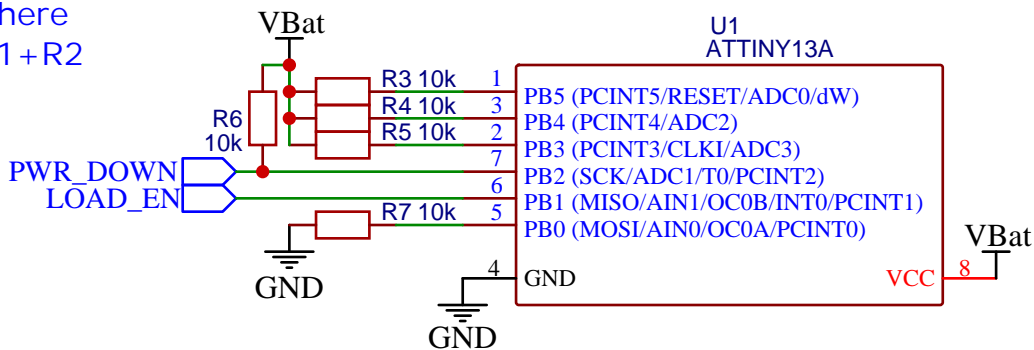 here
1+R2
VBat
U1
ATTINY13A
R3 10k
1
PB5 (PCINT5/RESET/ADC0/dW)
R4 10k
3
PB4 (PCINT4/ADC2)
R6
10k
R5 10k
2
PB3 (PCINT3/CLKI/ADC3)
PWR_DOWN
7
PB2 (SCK/ADC1/T0/PCINT2)
LOAD_EN
6
PB1 (MISO/AIN1/OC0B/INT0/PCINT1)
R7 10k
5
PB0 (MOSI/AIN0/OC0A/PCINT0)
VBat
GND
4
GND
VCC
8
GND